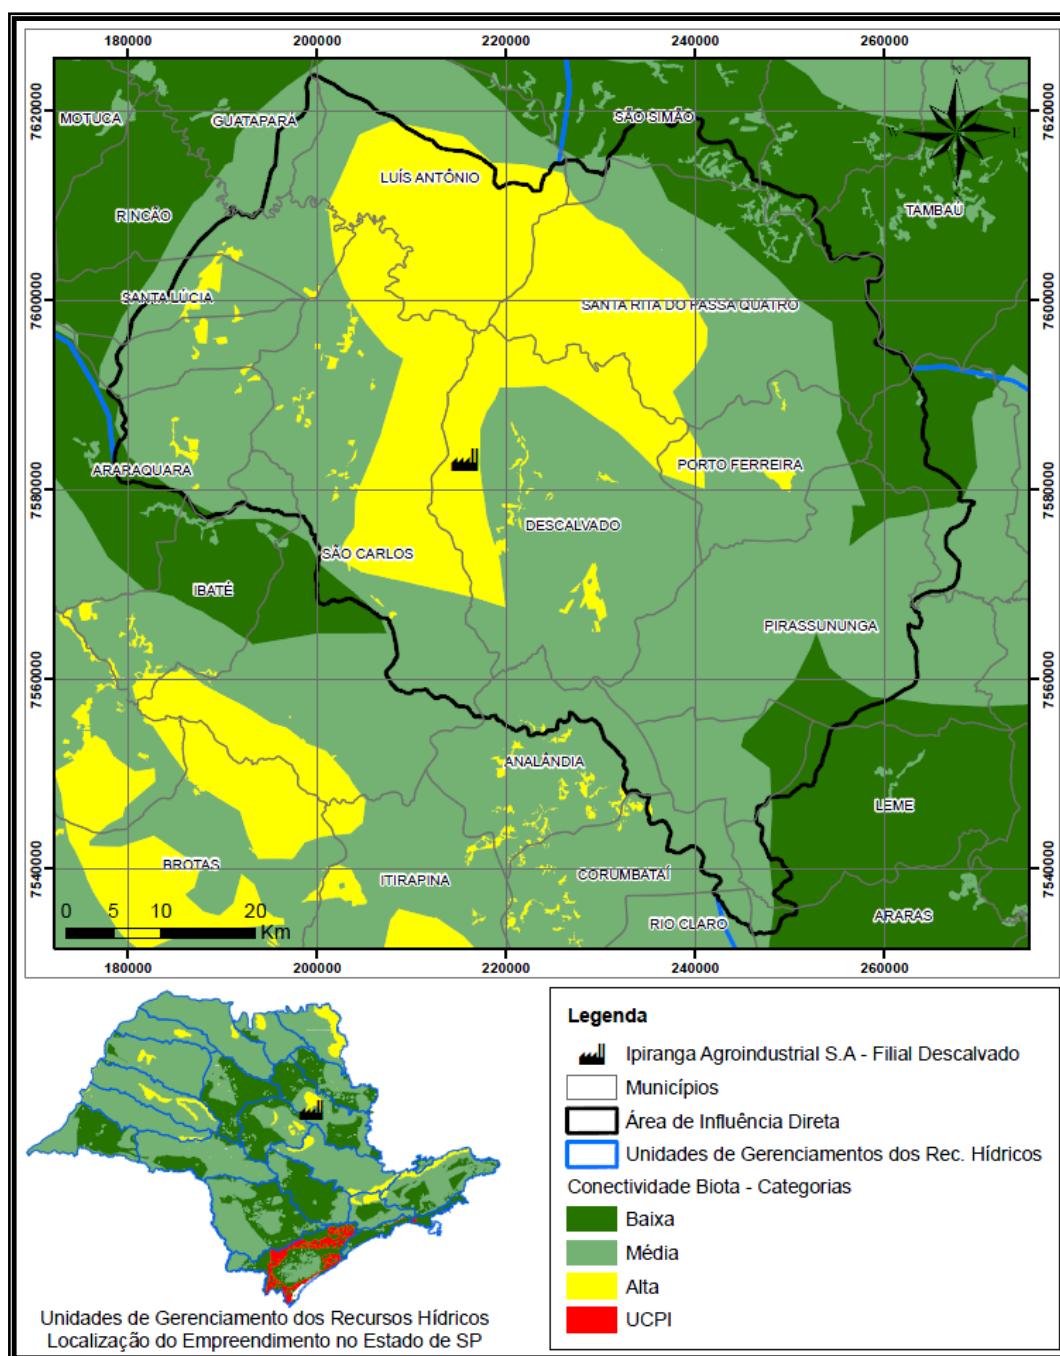 180000 200000 220000 240000 260000
7620000 7620000
MOTUCA
GUATAPARÁ
SÃO SIMÃO
N
W E
LUÍS ANTÔNIO
RINCÃO
TAMBAÚ
7600000 7600000
SANTA LÚCIA
SANTA RITA DO PASSA QUATRO
ARARAQUARA
PORTO FERREIRA
7580000 7580000
DESCALVADO
SÃO CARLOS
IBATÉ
PIRASSUNUNGA
7560000 7560000
ANALÂNDIA
LEME
BROTAS
ITIRAPINA
CORUMBATAÍ
7540000 7540000
RIO CLARO
ARARAS
0 5 10 20
Km
180000 200000 220000 240000 260000
Unidades de Gerenciamento dos Recursos Hídricos
Localização do Empreendimento no Estado de SP
Legenda
Ipiranga Agroindustrial S.A - Filial Descalvado
Municípios
Área de Influência Direta
Unidades de Gerenciamentos dos Rec. Hídricos
Conectividade Biota - Categorias
Baixa
Média
Alta
UCPI